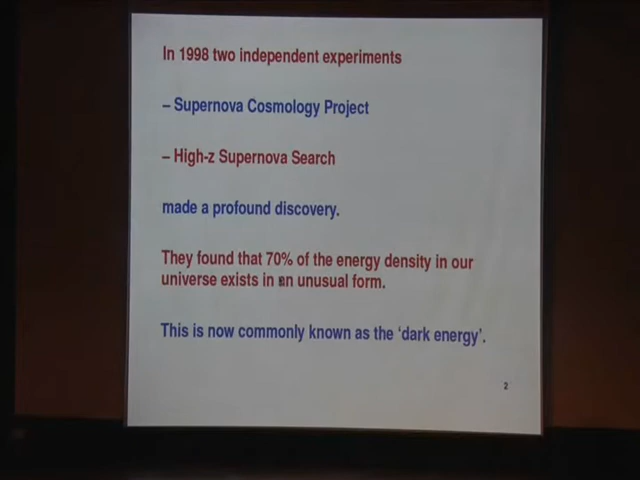 In 1998 two independent experiments
– Supernova Cosmology Project
– High-z Supernova Search
made a profound discovery.
They found that 70% of the energy density in our
universe exists in an unusual form.
This is now commonly known as the ‘dark energy’.
2